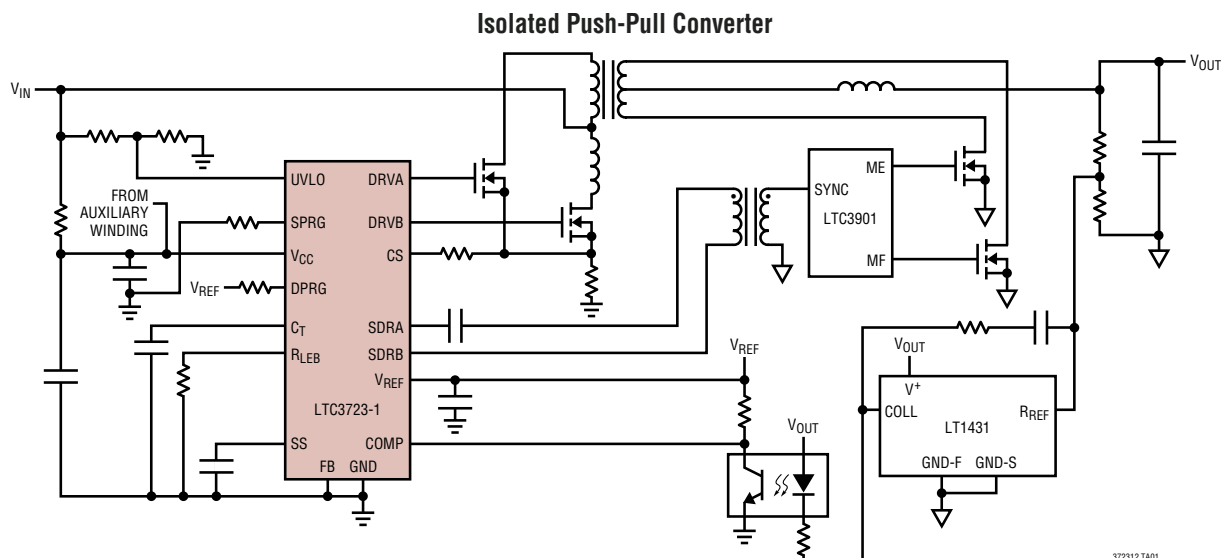 Isolated Push-Pull Converter
VIN
VOUT
UVLO
DRVA
ME
FROM
AUXILIARY
WINDING
SYNC
LTC3901
SPRG
DRVB
VCC
CS
MF
VREF
DPRG
CT
SDRA
VREF
RLEB
SDRB
VOUT
VREF
V+
LTC3723-1
COLL
RREF
LT1431
SS
COMP
VOUT
FB GND
GND-F GND-S
372312 TA01